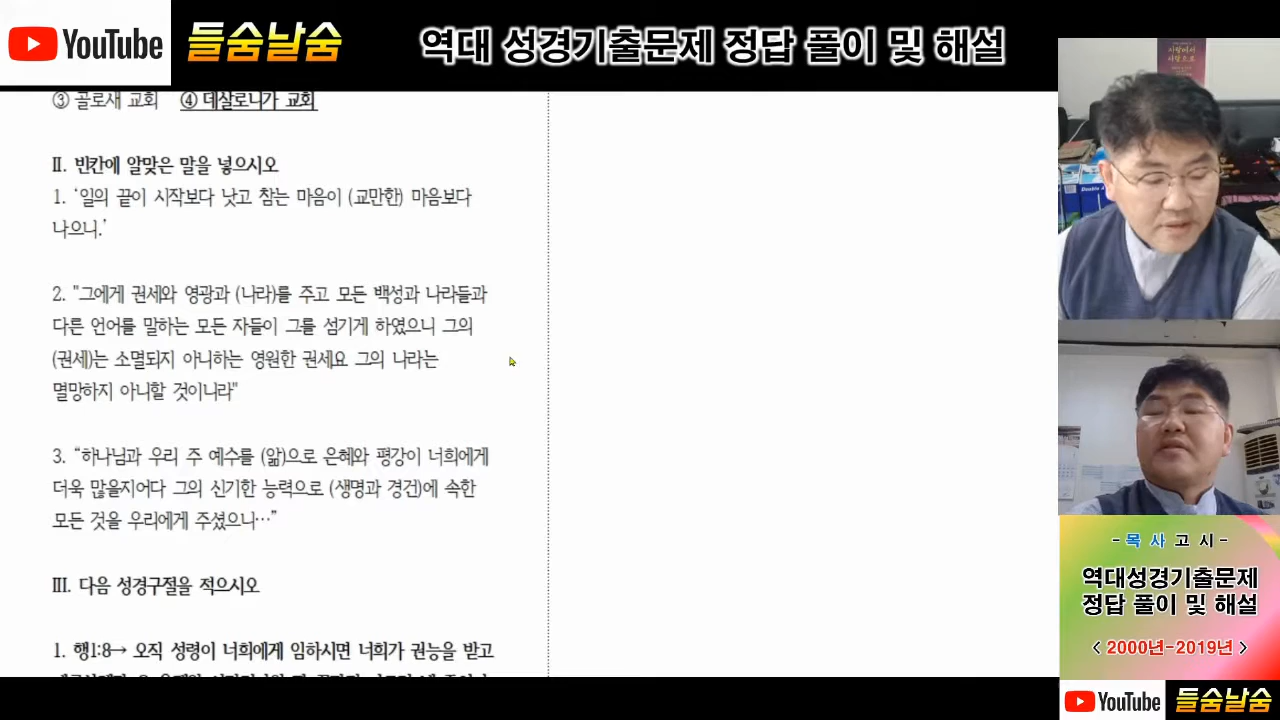 YouTube 들숨날숨
역대 성경기출문제 정답 풀이 및 해설
③ 골로새 교회 ④ 데살로니가 교회
II. 빈칸에 알맞은 말을 넣으시오
1. ‘일의 끝이 시작보다 낫고 참는 마음이 (교만한) 마음보다
나으니.’
2. "그에게 권세와 영광과 (나라)를 주고 모든 백성과 나라들과
다른 언어를 말하는 모든 자들이 그를 섬기게 하였으니 그의
(권세)는 소멸되지 아니하는 영원한 권세요 그의 나라는
멸망하지 아니할 것이니라"
3. “하나님과 우리 주 예수를 (앎)으로 은혜와 평강이 너희에게
더욱 많을지어다 그의 신기한 능력으로 (생명과 경건)에 속한
모든 것을 우리에게 주셨으니…”
III. 다음 성경구절을 적으시오
1. 행1:8→ 오직 성령이 너희에게 임하시면 너희가 권능을 받고
- 목 사 고 시 -
역대성경기출문제
정답 풀이 및 해설
< 2000년-2019년 >
YouTube 들숨날숨